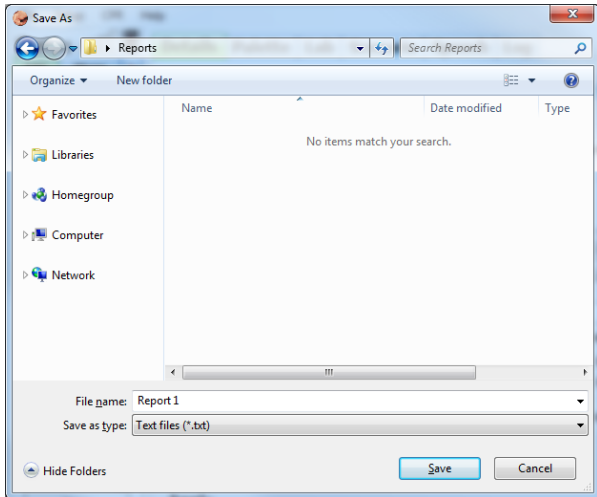 Save As
Reports
Search Reports
Organize
New folder
Name
Date modified
Type
Favorites
No items match your search.
Libraries
Homegroup
Computer
Network
File name: Report 1
Save as type: Text files (*.txt)
Hide Folders
Save
Cancel